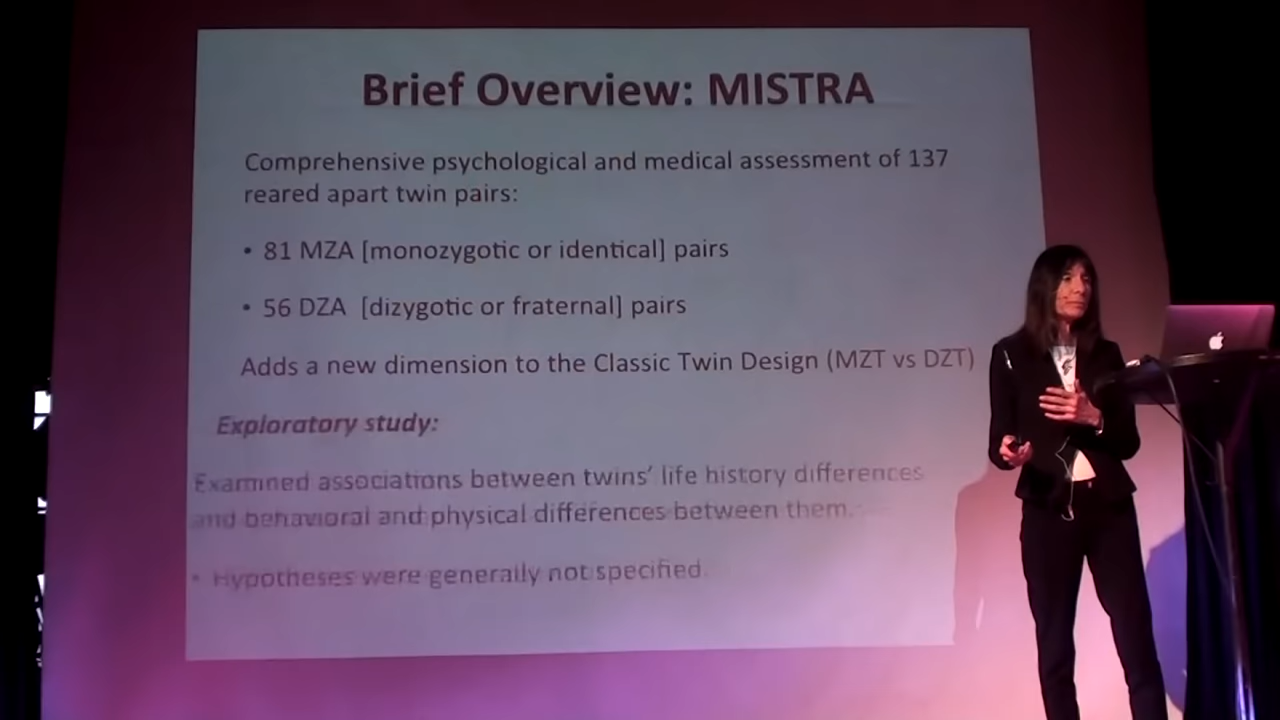 Brief Overview: MISTRA
Comprehensive psychological and medical assessment of 137
reared apart twin pairs:
• 81 MZA [monozygotic or identical] pairs
• 56 DZA [dizygotic or fraternal] pairs
Adds a new dimension to the Classic Twin Design (MZT vs DZT)
Exploratory study:
Examined associations between twins’ life history differences
and behavioral and physical differences between them.
• Hypotheses were generally not specified.